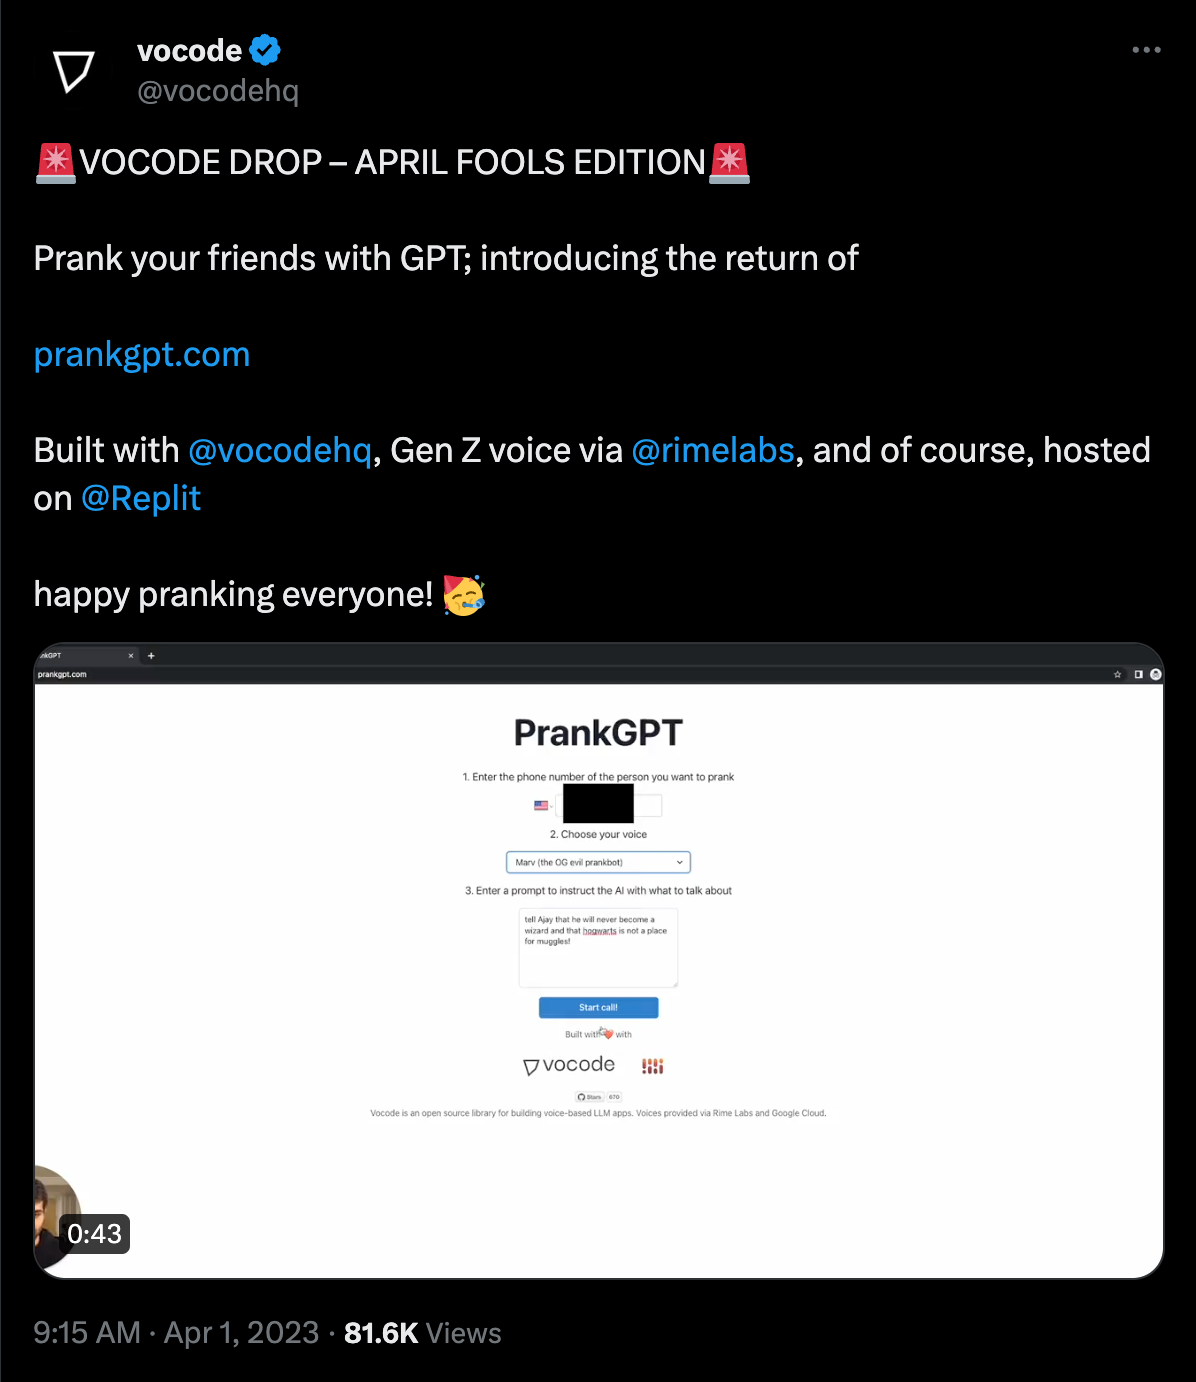 vocode
@vocodehq
🚨VOCODE DROP – APRIL FOOLS EDITION🚨
Prank your friends with GPT; introducing the return of
prankgpt.com
Built with @vocodehq, Gen Z voice via @rimelabs, and of course, hosted
on @Replit
happy pranking everyone! 🥳
nkGPT × +
prankgpt.com
PrankGPT
1. Enter the phone number of the person you want to prank
2. Choose your voice
Marv (the OG evil prankbot)
3. Enter a prompt to instruct the AI with what to talk about
tell Ajay that he will never become a
wizard and that hogwarts is not a place
for muggles!
Start call!
Built with ❤️ with
vocode
Stars 670
Vocode is an open source library for building voice-based LLM apps. Voices provided via Rime Labs and Google Cloud.
0:43
9:15 AM · Apr 1, 2023 · 81.6K Views